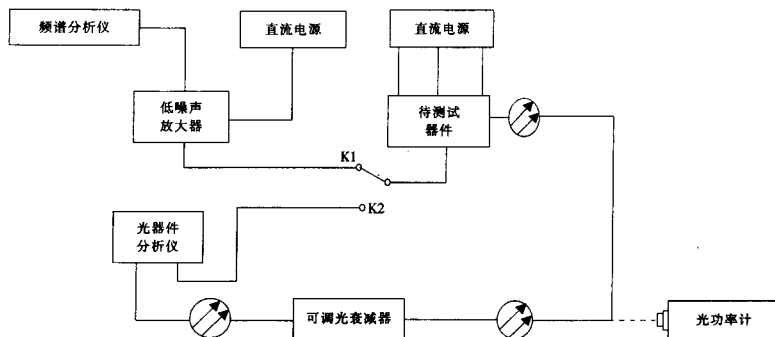 频谱分析仪
直流电源
直流电源
低噪声
放大器
待测试
器件
K1
K2
光器件
分析仪
可调光衰减器
光功率计